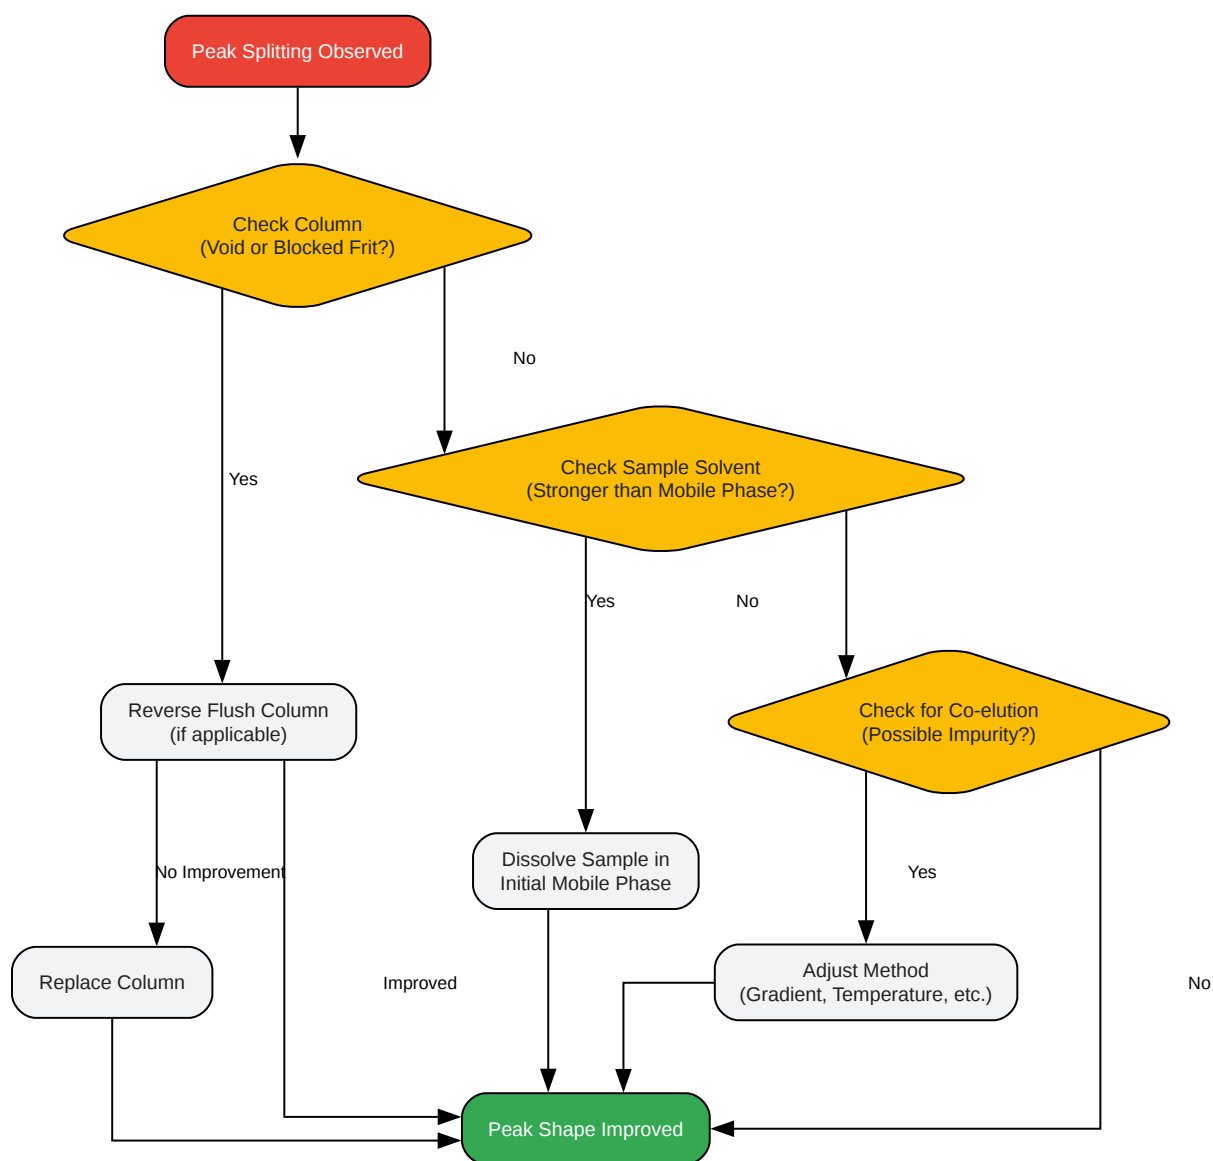 Peak Splitting Observed
Check Column
(Void or Blocked Frit?)
No
Check Sample Solvent
(Stronger than Mobile Phase?)
Yes
Yes
No
Reverse Flush Column
(if applicable)
Check for Co-elution
(Possible Impurity?)
Dissolve Sample in
Initial Mobile Phase
No Improvement
Yes
Replace Column
Improved
Adjust Method
(Gradient, Temperature, etc.)
No
Peak Shape Improved